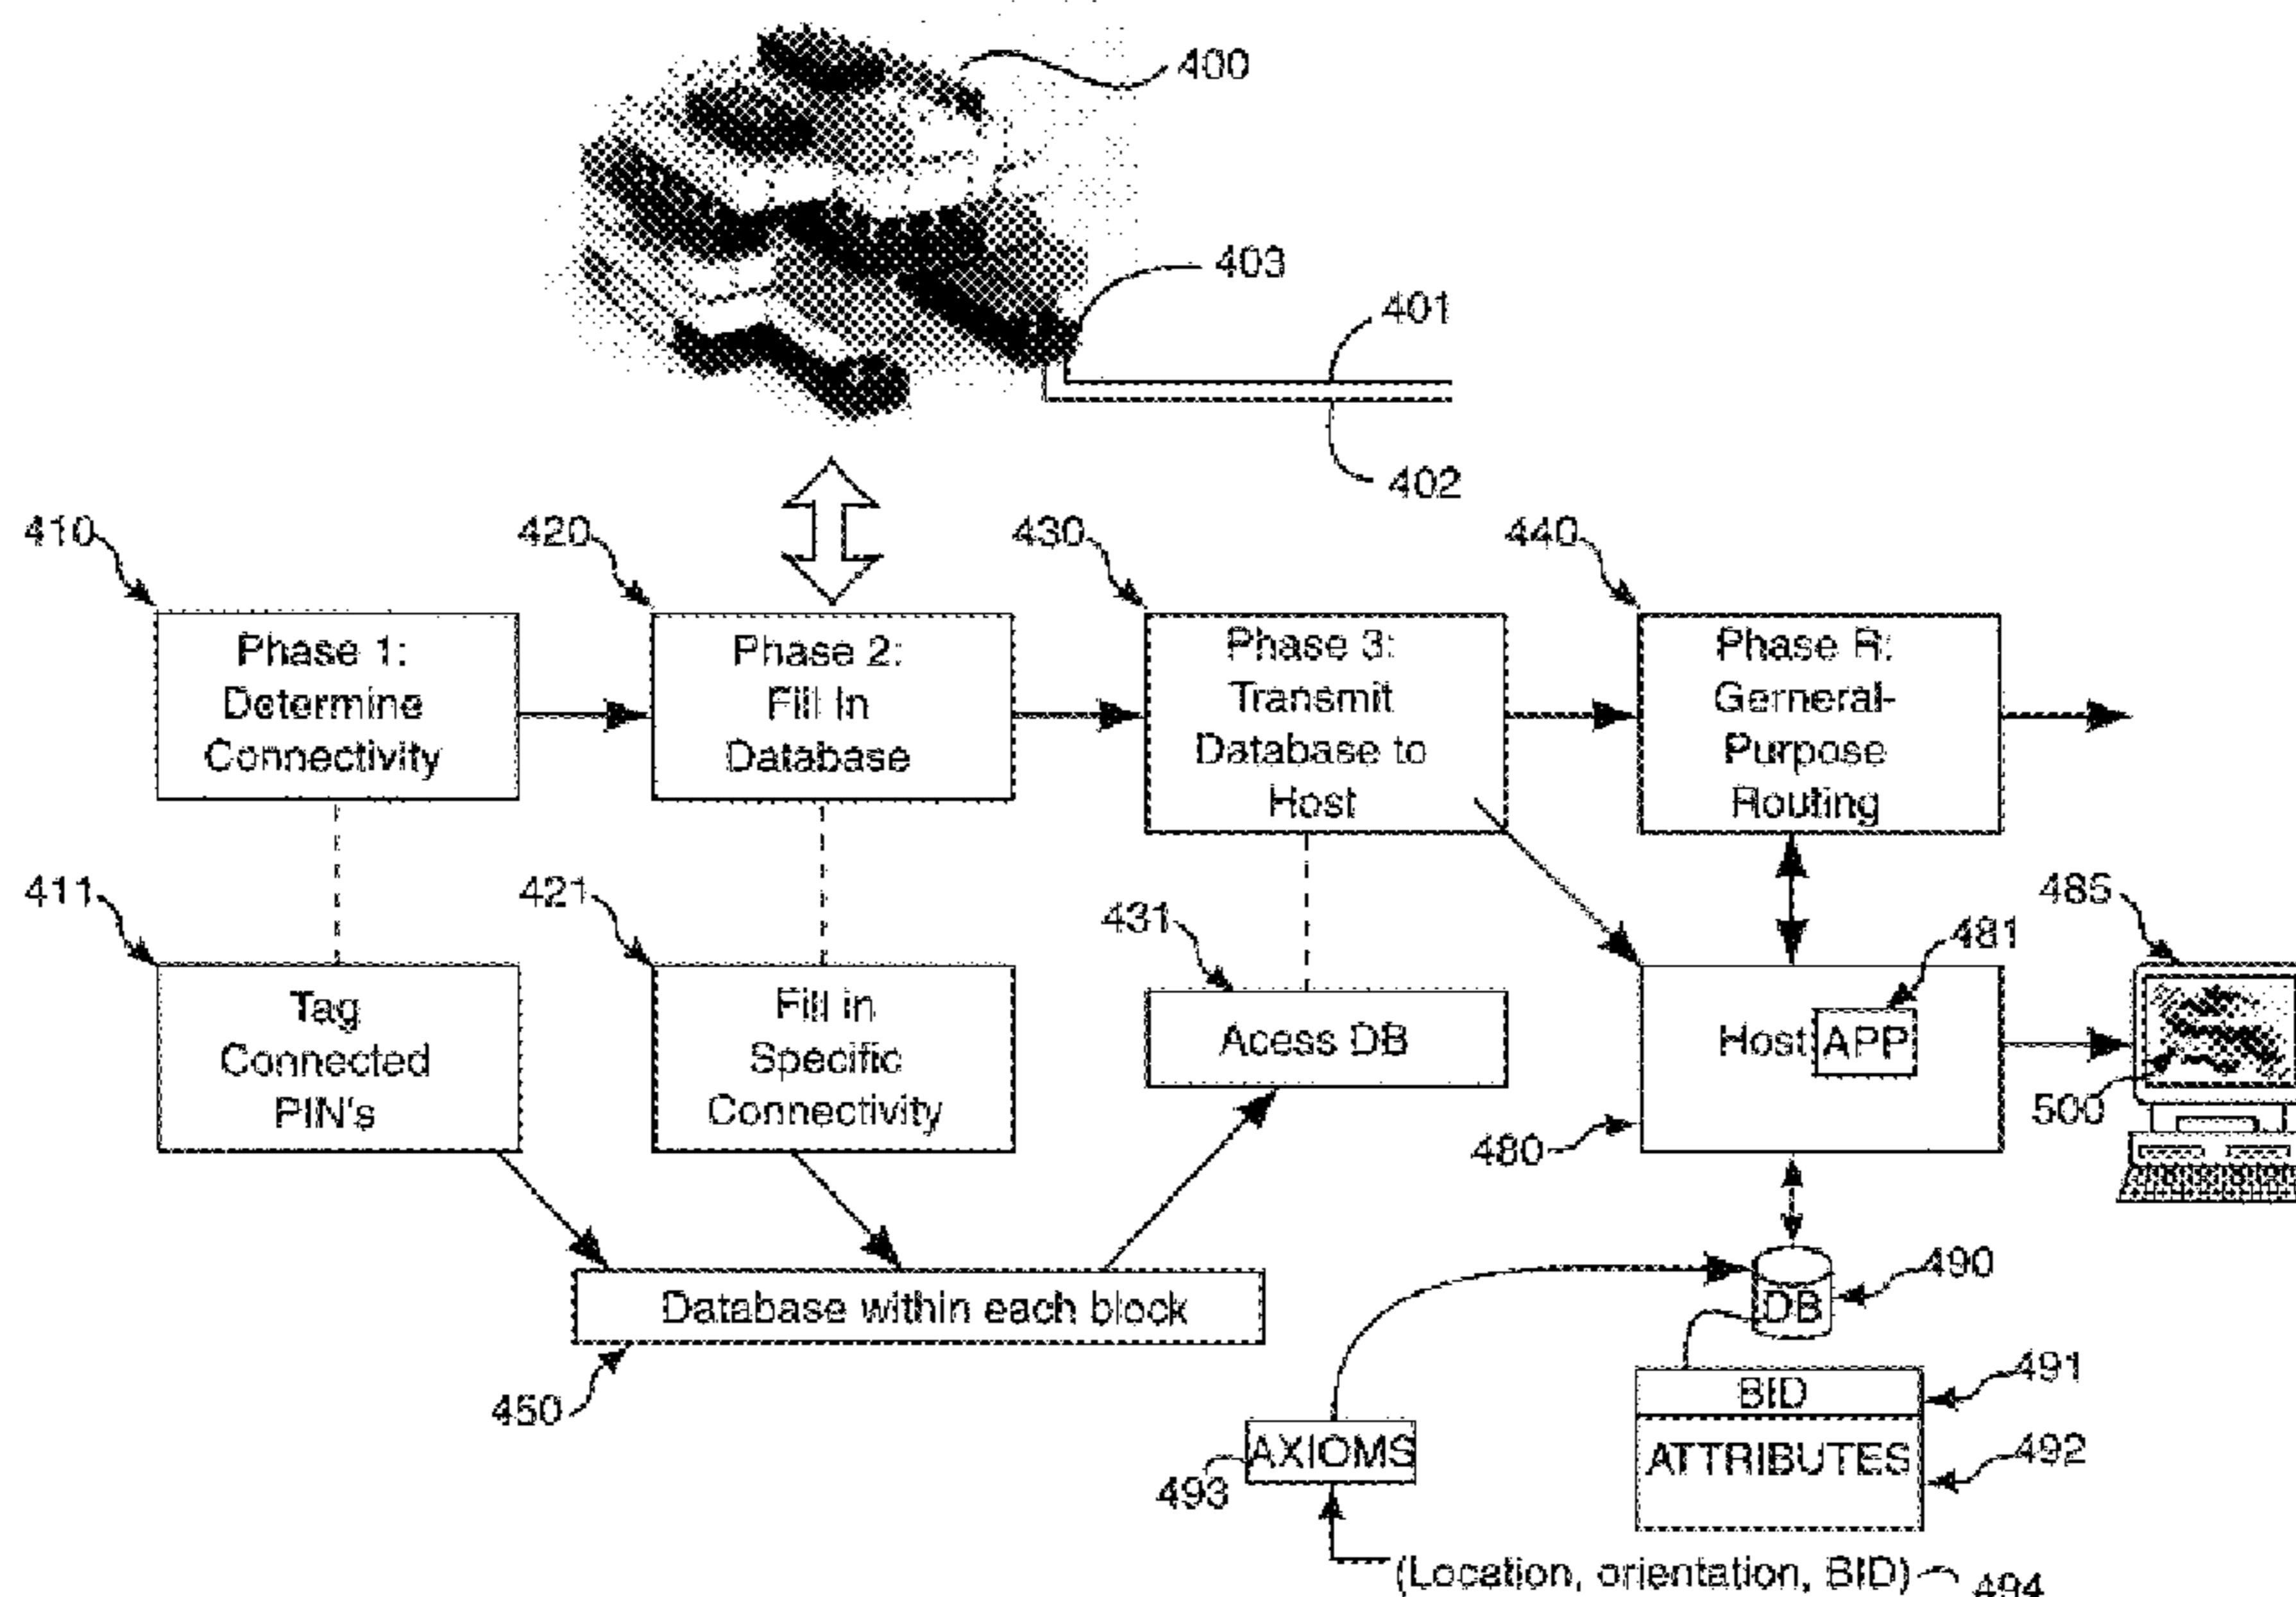 400
403
401
402
410
420
430
440
Phase 1:
Determine
Connectivity
Phase 2:
Fill In
Database
Phase 3:
Transmit
Database to
Host
Phase R:
Gerneral-
Purpose
Routing
411
421
431
481
485
Tag
Connected
PIN's
Fill in
Specific
Connectivity
Acess DB
Host APP
500
480
Database within each block
450
DB
490
BID
491
ATTRIBUTES
492
AXIOMS
493
(Location, orientation, BID)
494